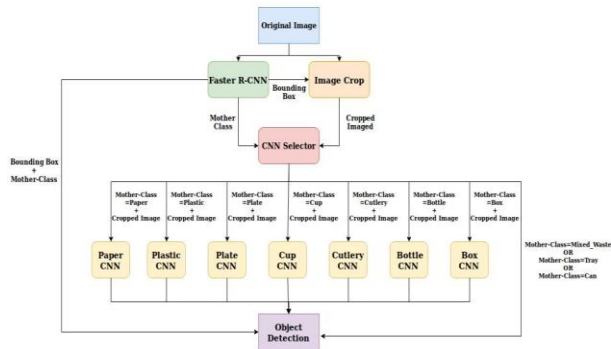 Original Image
Faster R-CNN
Image Crop
Bounding
Box
Mother
Class
Cropped
Imaged
CNN Selector
Bounding Box
+
Mother-Class
Mother-Class
=Paper
+
Cropped Image
Mother-Class
=Plastic
+
Cropped Image
Mother-Class
=Plate
+
Cropped Image
Mother-Class
=Cup
+
Cropped Image
Mother-Class
=Cutlery
+
Cropped Image
Mother-Class
=Bottle
+
Cropped Image
Mother-Class
=Box
+
Cropped Image
Mother-Class=Mixed_Waste
OR
Mother-Class=Tray
OR
Mother-Class=Can
Paper
CNN
Plastic
CNN
Plate
CNN
Cup
CNN
Cutlery
CNN
Bottle
CNN
Box
CNN
Object
Detection